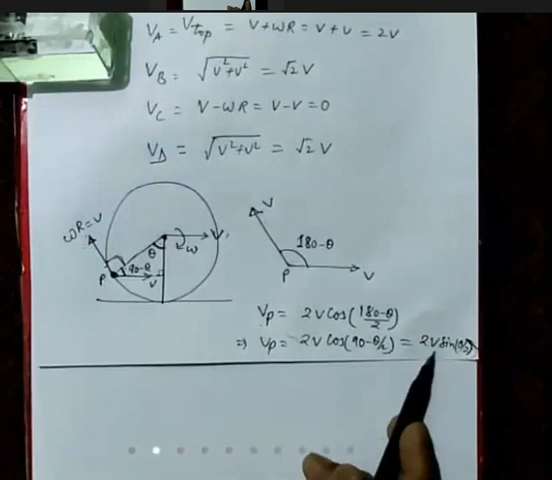 V_A = V_top = V+ωR = V+V = 2V
V_B = √(V²+V²) = √2 V
V_C = V-ωR = V-V = 0
V_D = √(V²+V²) = √2 V
ωR=V
θ
ω
V
90-θ
P
V
V
180-θ
P
V
V_P = 2V cos(180-θ/2)
⇒ V_P = 2V cos(90-θ/2) = 2V sin(θ/2)